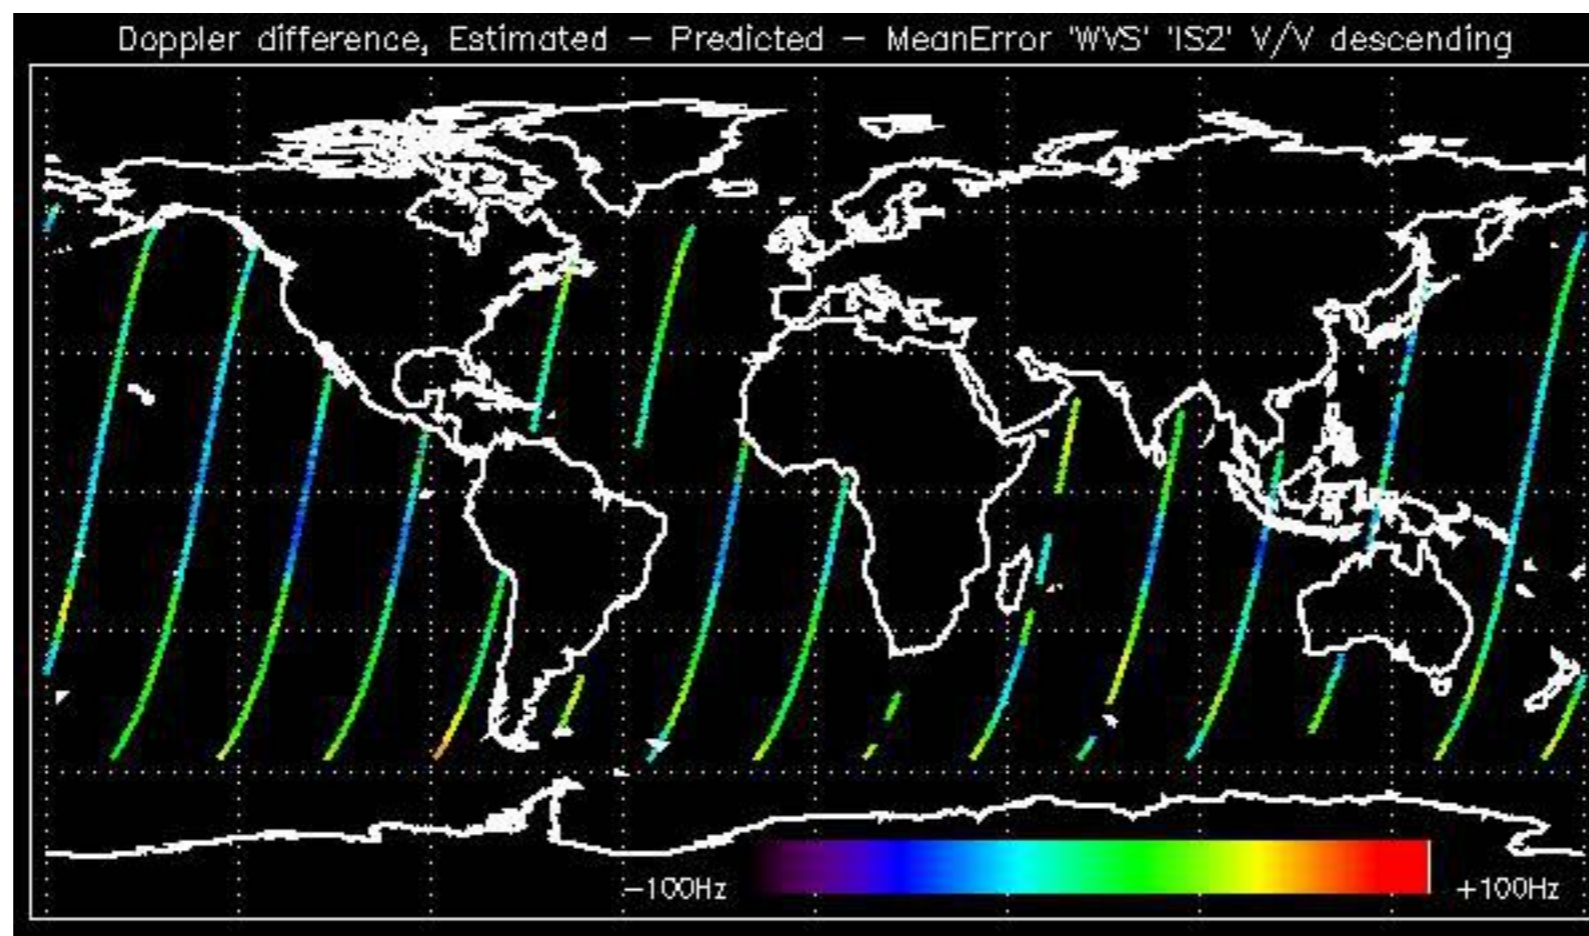 Doppler difference, Estimated – Predicted – MeanError 'WVS' 'IS2' V/V descending
–100Hz +100Hz